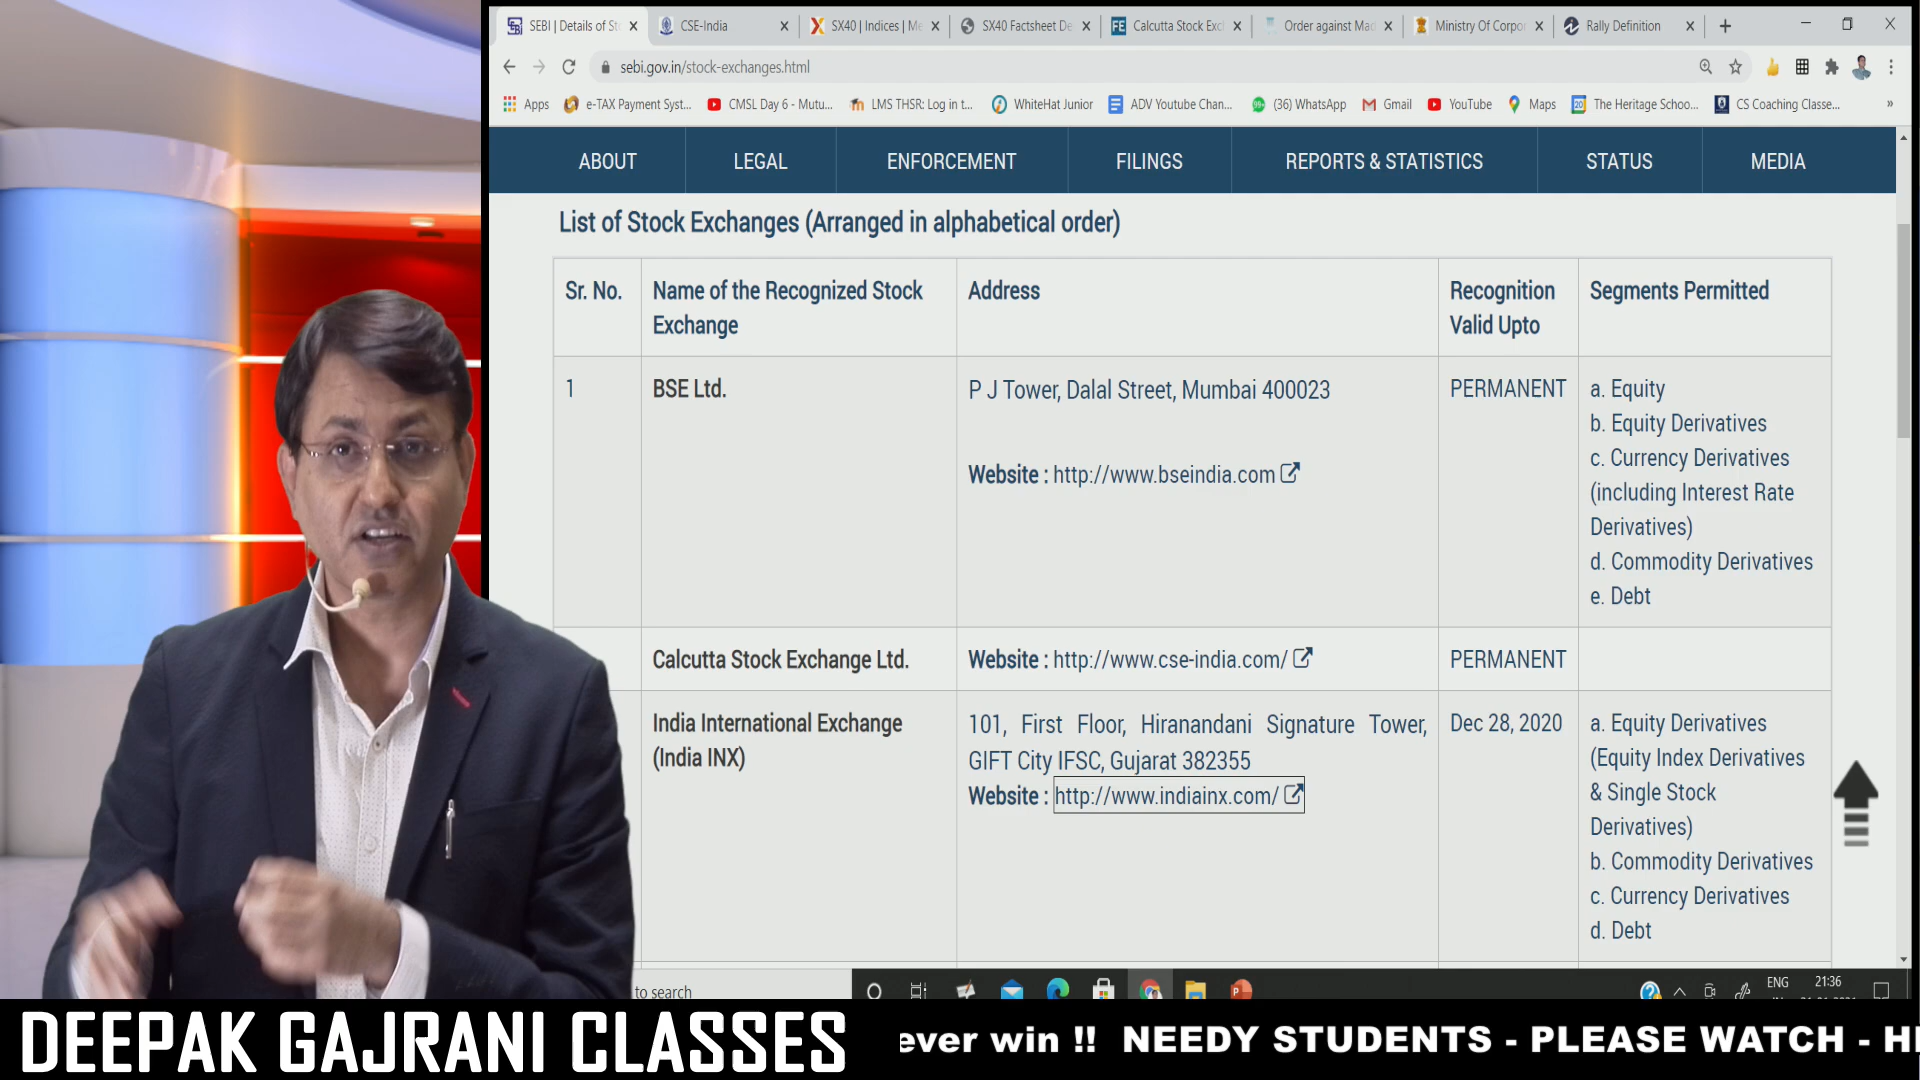 SEBI | Details of Sto
CSE-India
SX40 | Indices | Me
SX40 Factsheet De
Calcutta Stock Excl
Order against Mad
Ministry Of Corpor
Rally Definition
sebi.gov.in/stock-exchanges.html
Apps
e-TAX Payment Syst...
CMSL Day 6 - Mutu...
LMS THSR: Log in t...
WhiteHat Junior
ADV Youtube Chan...
(36) WhatsApp
Gmail
YouTube
Maps
The Heritage Schoo...
CS Coaching Classe...
ABOUT
LEGAL
ENFORCEMENT
FILINGS
REPORTS & STATISTICS
STATUS
MEDIA
List of Stock Exchanges (Arranged in alphabetical order)
Sr. No.
Name of the Recognized Stock
Exchange
Address
Recognition
Valid Upto
Segments Permitted
1
BSE Ltd.
P J Tower, Dalal Street, Mumbai 400023
Website : http://www.bseindia.com
PERMANENT
a. Equity
b. Equity Derivatives
c. Currency Derivatives
(including Interest Rate
Derivatives)
d. Commodity Derivatives
e. Debt
Calcutta Stock Exchange Ltd.
Website : http://www.cse-india.com/
PERMANENT
India International Exchange
(India INX)
101, First Floor, Hiranandani Signature Tower,
GIFT City IFSC, Gujarat 382355
Website : http://www.indiainx.com/
Dec 28, 2020
a. Equity Derivatives
(Equity Index Derivatives
& Single Stock
Derivatives)
b. Commodity Derivatives
c. Currency Derivatives
d. Debt
to search
ENG
21:36
DEEPAK GAJRANI CLASSES
ever win !! NEEDY STUDENTS - PLEASE WATCH -